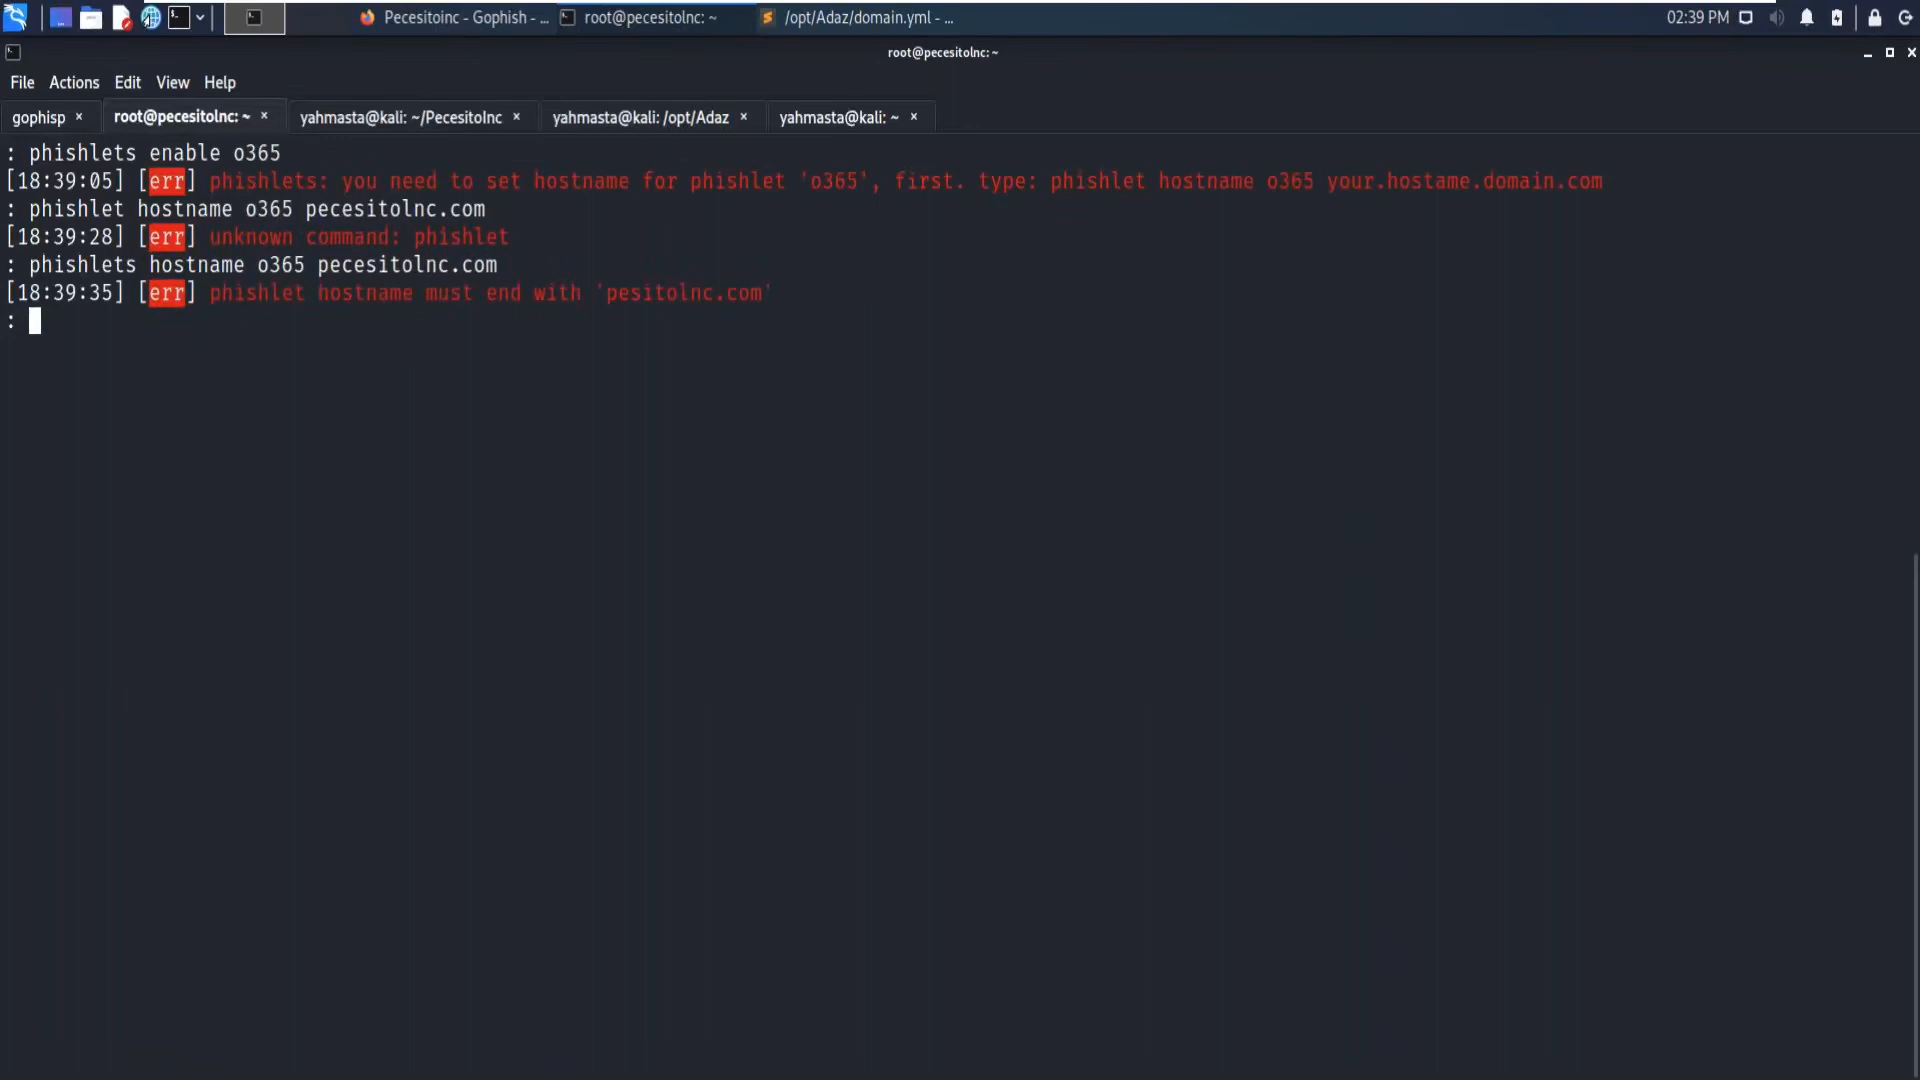 Pecesitoinc - Gophish - ...
root@pecesitolnc: ~
/opt/Adaz/domain.yml - ...
02:39 PM
root@pecesitolnc: ~
File Actions Edit View Help
gophisp ×
root@pecesitolnc: ~ ×
yahmasta@kali: ~/PecesitoInc ×
yahmasta@kali: /opt/Adaz ×
yahmasta@kali: ~ ×
: phishlets enable o365
[18:39:05] [err] phishlets: you need to set hostname for phishlet 'o365', first. type: phishlet hostname o365 your.hostame.domain.com
: phishlet hostname o365 pecesitolnc.com
[18:39:28] [err] unknown command: phishlet
: phishlets hostname o365 pecesitolnc.com
[18:39:35] [err] phishlet hostname must end with 'pesitolnc.com'
: